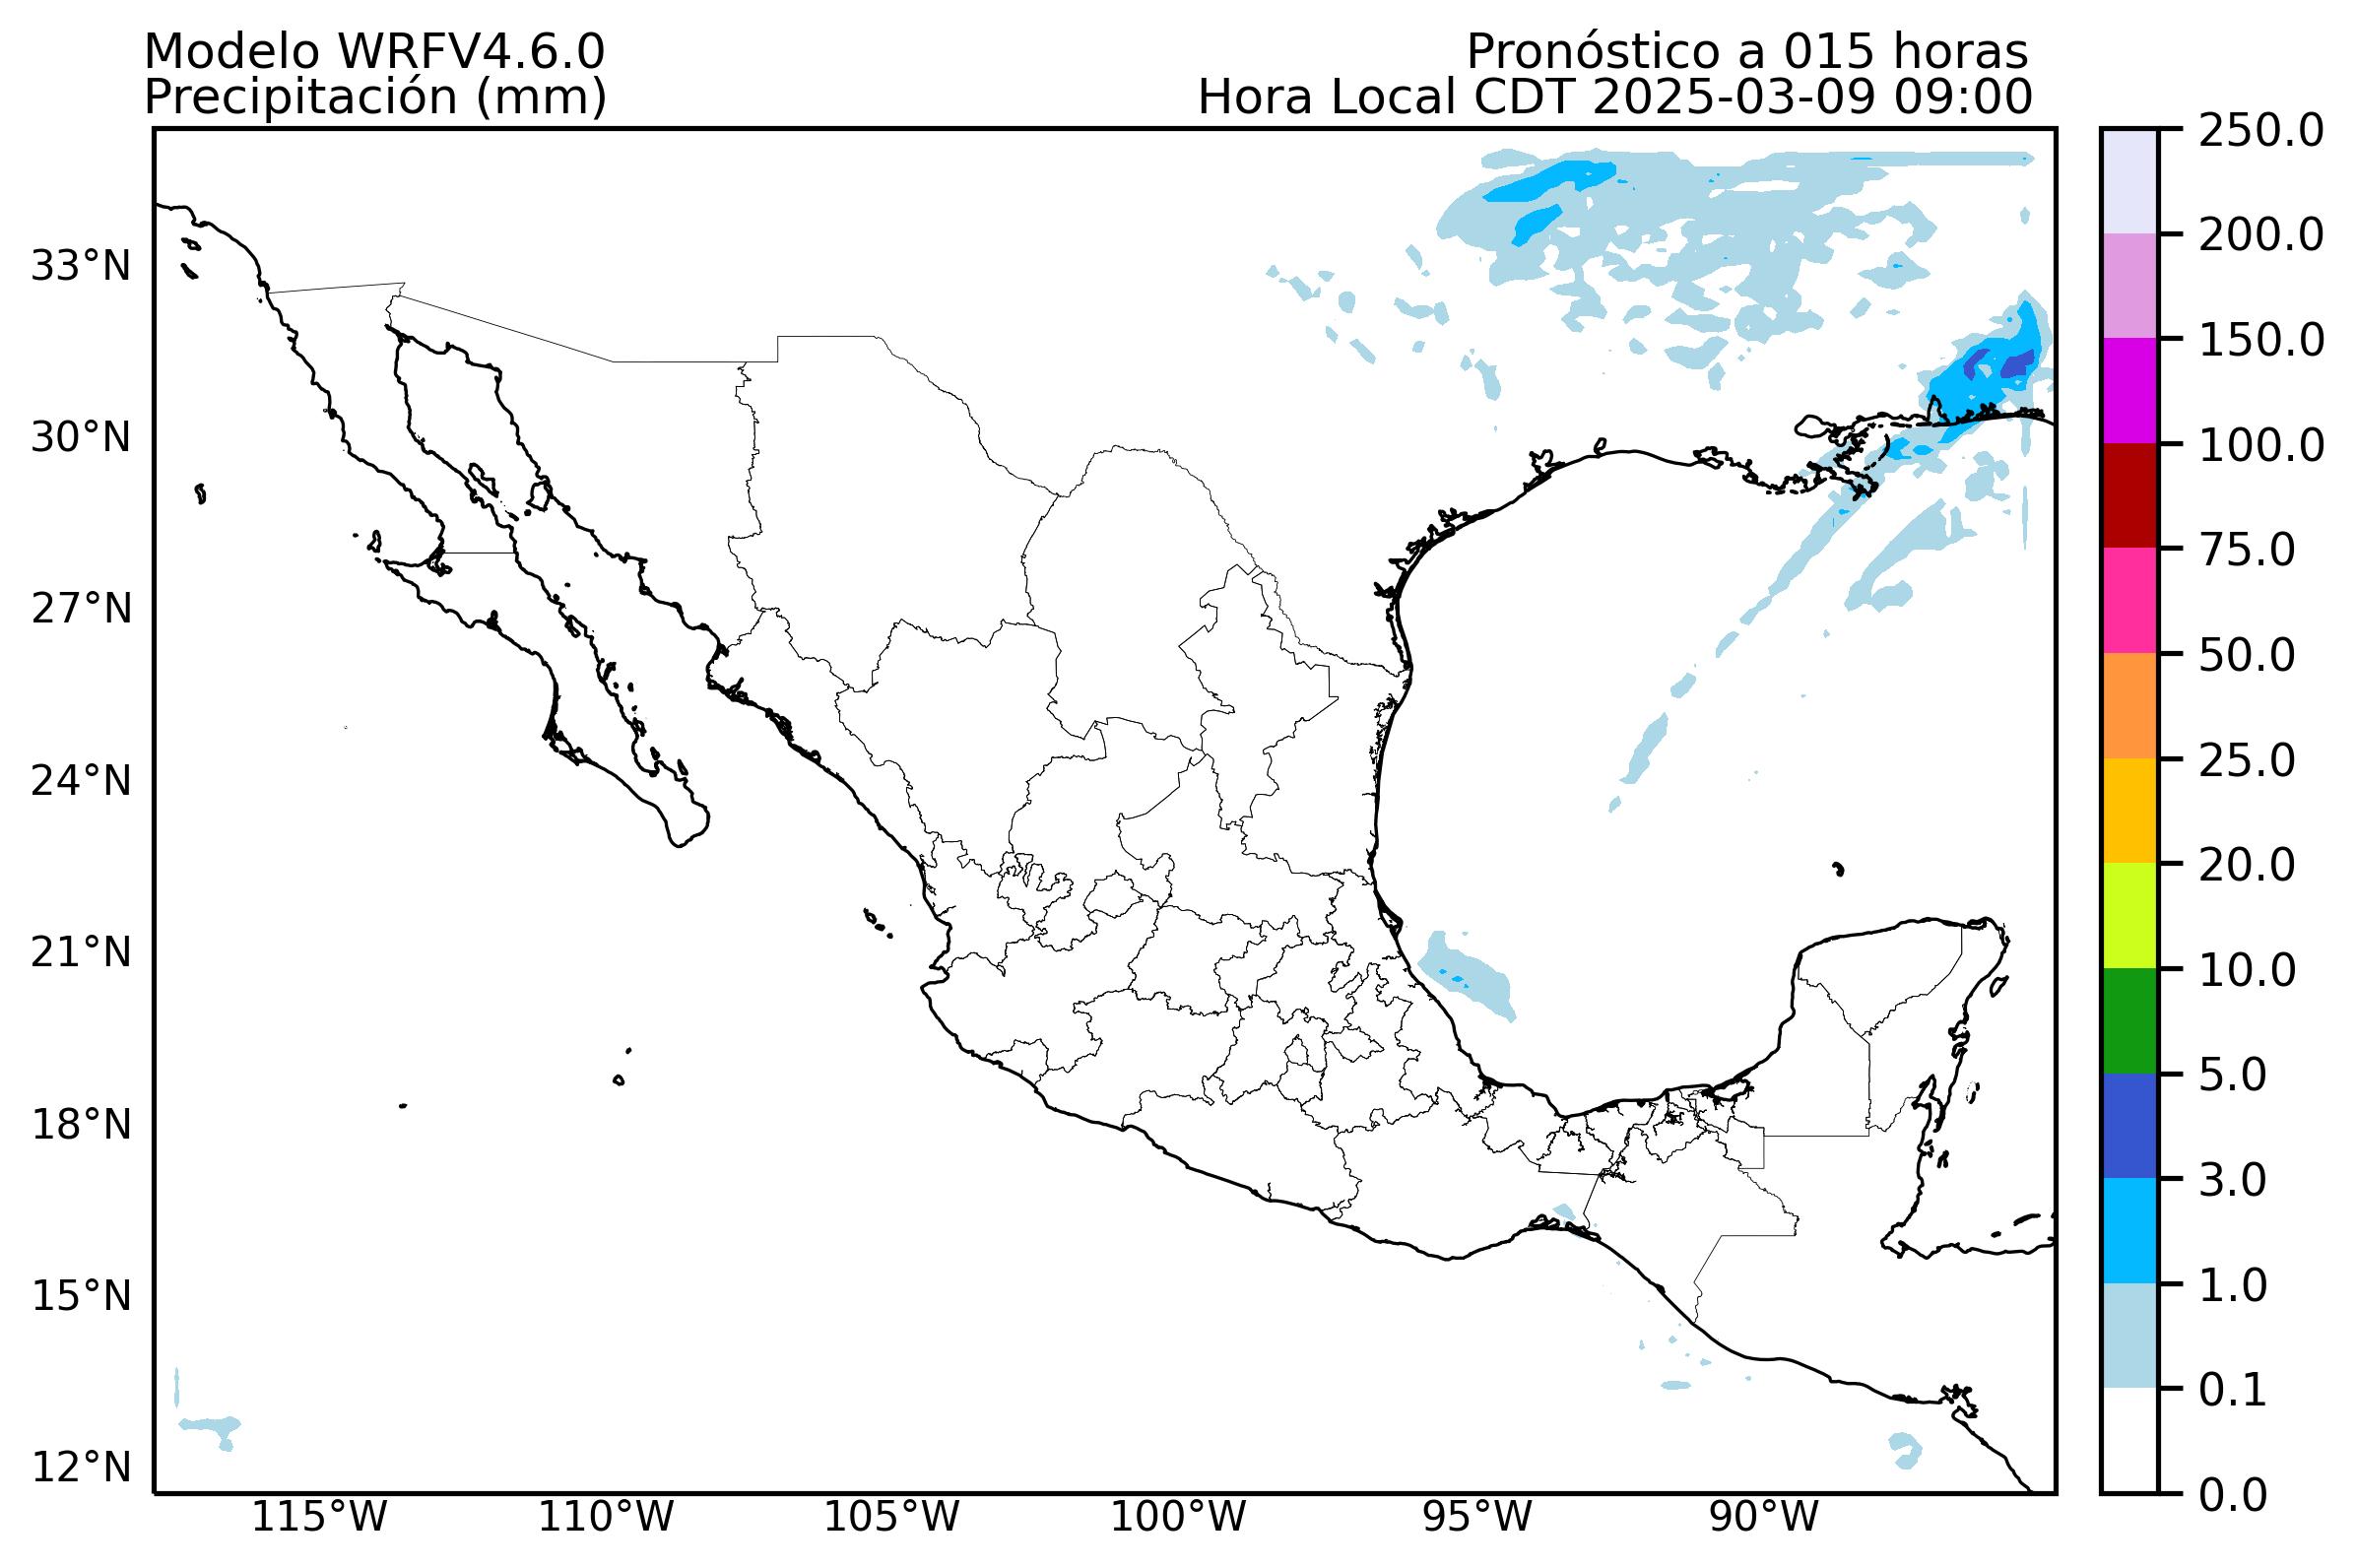 Modelo WRFV4.6.0
Precipitación (mm)
Pronóstico a 015 horas
Hora Local CDT 2025-03-09 09:00
33°N
30°N
27°N
24°N
21°N
18°N
15°N
12°N
115°W
110°W
105°W
100°W
95°W
90°W
250.0
200.0
150.0
100.0
75.0
50.0
25.0
20.0
10.0
5.0
3.0
1.0
0.1
0.0